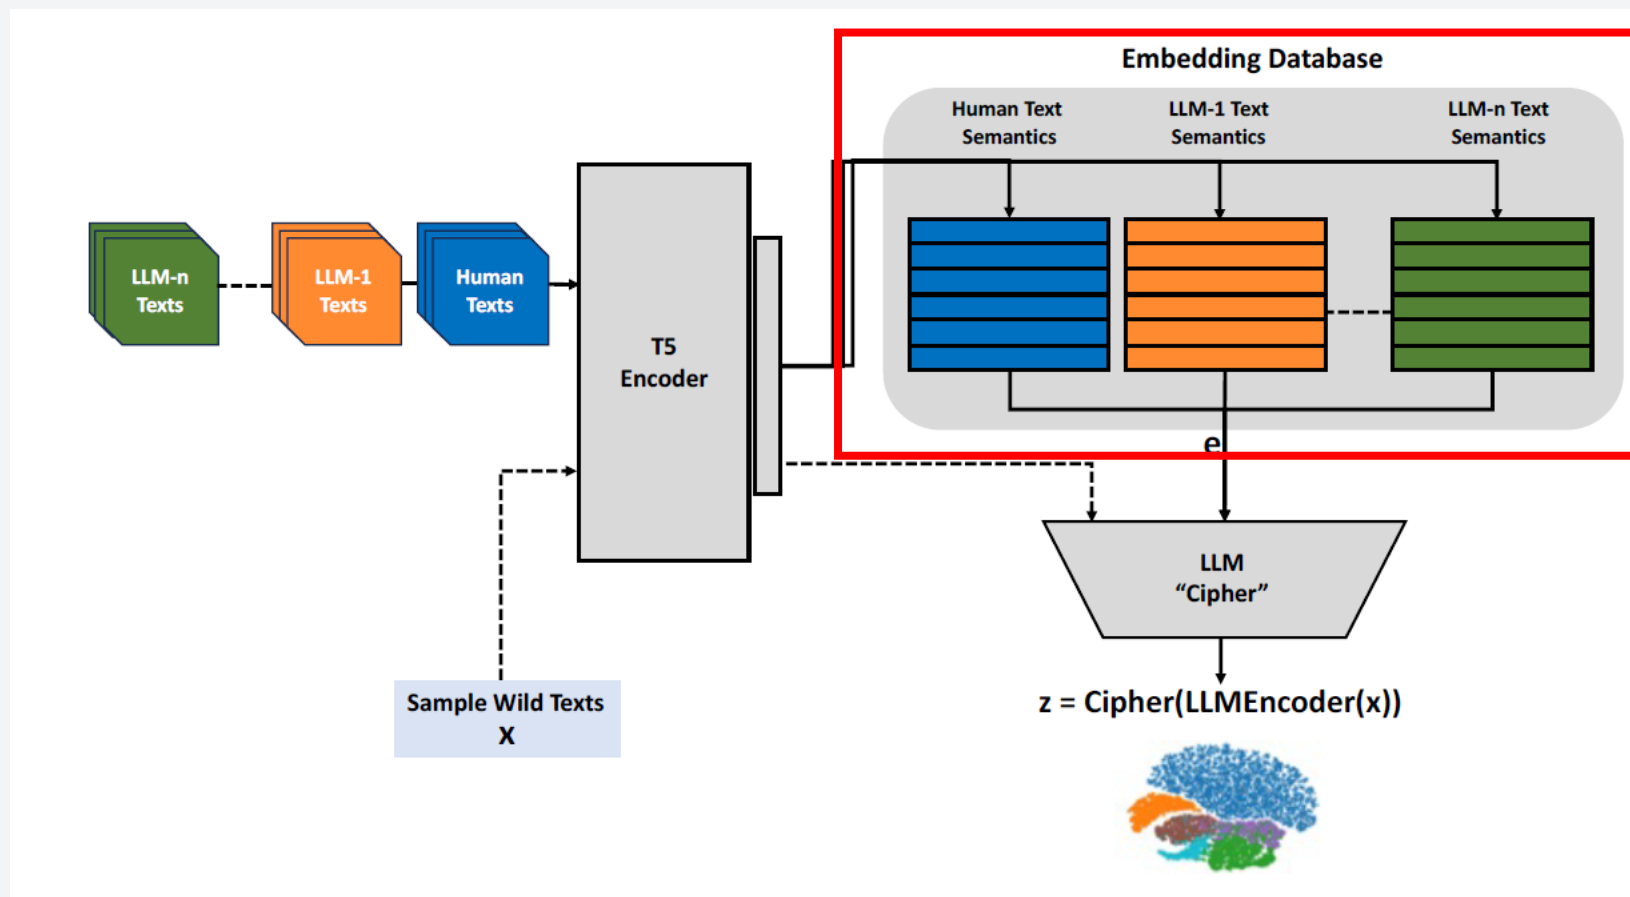 Embedding Database
Human Text
Semantics
LLM-1 Text
Semantics
LLM-n Text
Semantics
LLM-n
Texts
LLM-1
Texts
Human
Texts
T5
Encoder
e
LLM
“Cipher”
Sample Wild Texts
X
z = Cipher(LLMEncoder(x))